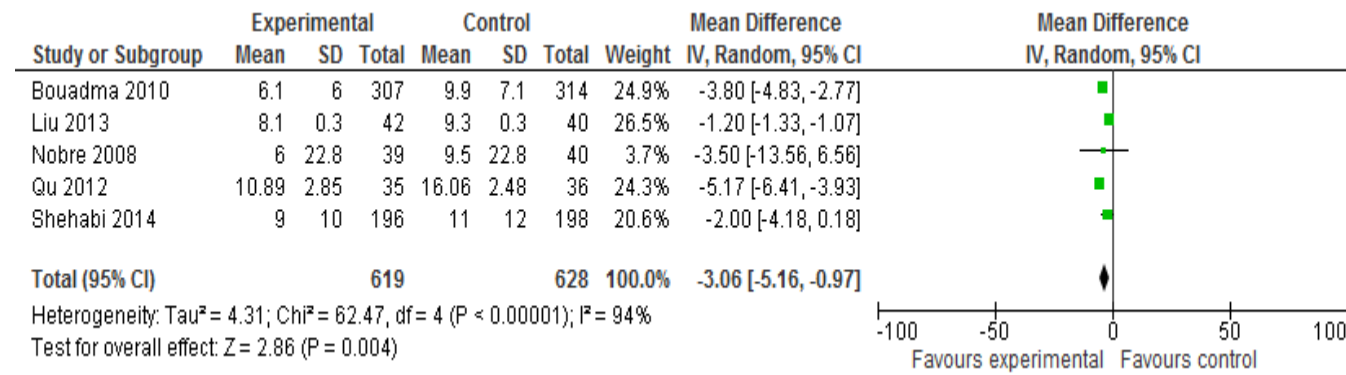 Experimental Control Mean Difference Mean Difference
Study or Subgroup Mean SD Total Mean SD Total Weight IV, Random, 95% CI IV, Random, 95% CI
Bouadma 2010 6.1 6 307 9.9 7.1 314 24.9% -3.80 [-4.83, -2.77]
Liu 2013 8.1 0.3 42 9.3 0.3 40 26.5% -1.20 [-1.33, -1.07]
Nobre 2008 6 22.8 39 9.5 22.8 40 3.7% -3.50 [-13.56, 6.56]
Qu 2012 10.89 2.85 35 16.06 2.48 36 24.3% -5.17 [-6.41, -3.93]
Shehabi 2014 9 10 196 11 12 198 20.6% -2.00 [-4.18, 0.18]
Total (95% CI) 619 628 100.0% -3.06 [-5.16, -0.97]
Heterogeneity: Tau² = 4.31; Chi² = 62.47, df = 4 (P < 0.00001); I² = 94%
Test for overall effect: Z = 2.86 (P = 0.004)
-100 -50 0 50 100
Favours experimental Favours control